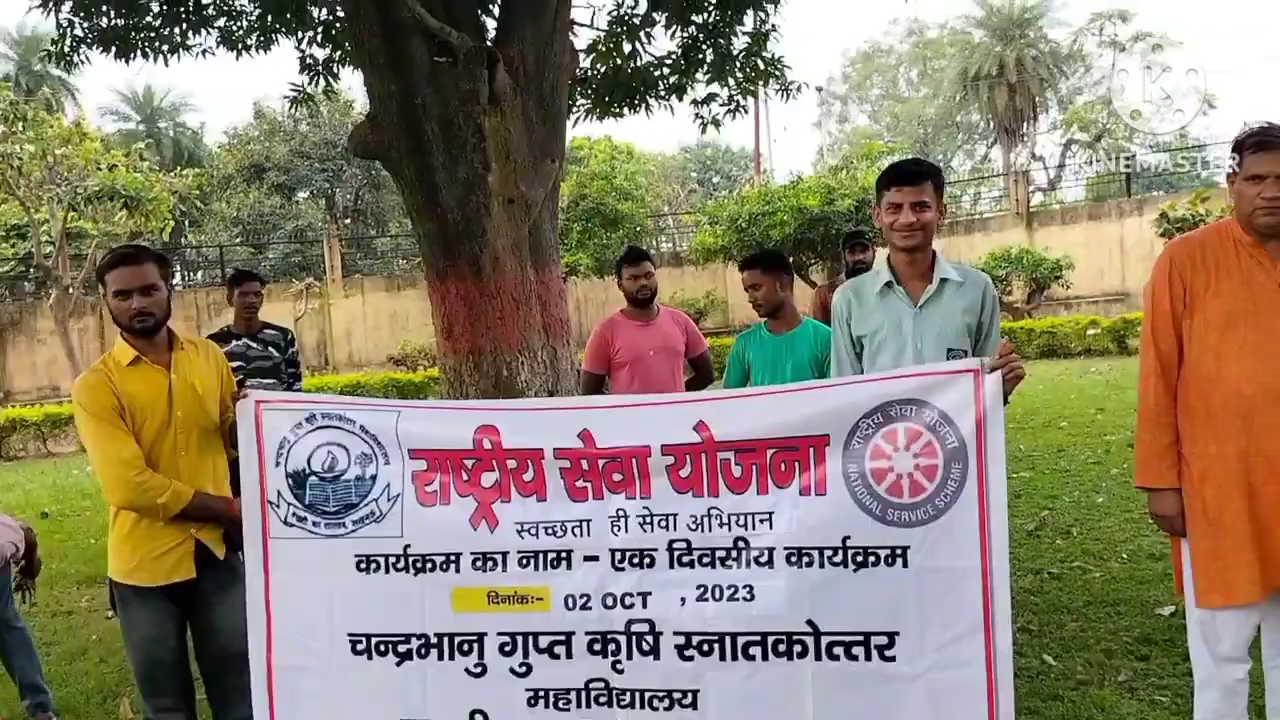 KINEMASTER
राष्ट्रीय सेवा योजना
राष्ट्रीय सेवा योजना
NATIONAL SERVICE SCHEME
स्वच्छता ही सेवा अभियान
कार्यक्रम का नाम - एक दिवसीय कार्यक्रम
दिनांक:- 02 OCT , 2023
चन्द्रभानु गुप्त कृषि स्नातकोत्तर
महाविद्यालय